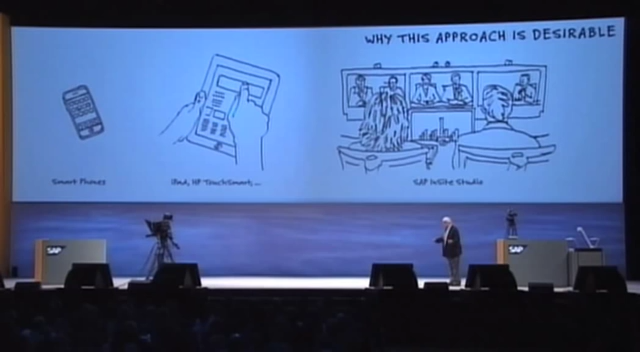 WHY THIS APPROACH IS DESIRABLE
Smart Phones
iPad, HP TouchSmart,...
SAP InSite Studio
SAP
SAP